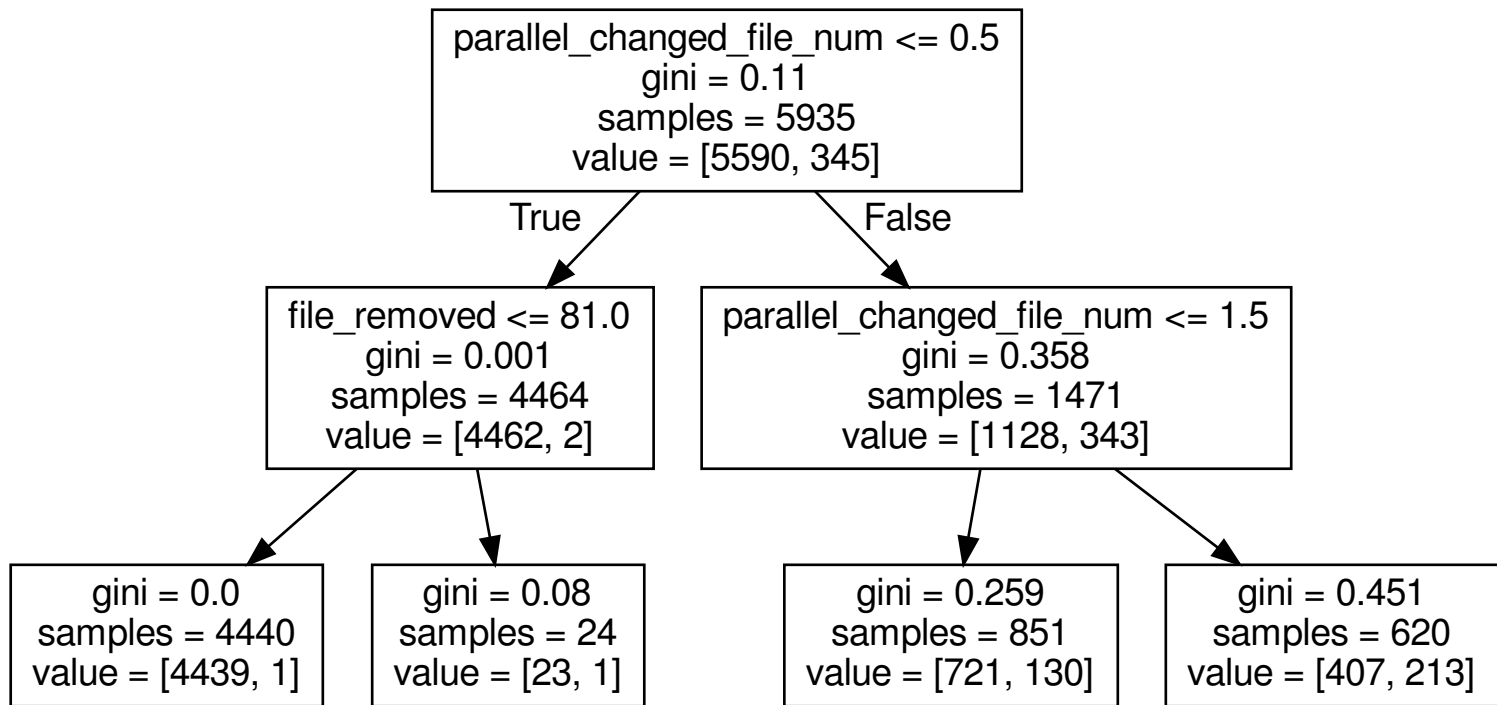 parallel_changed_file_num <= 0.5
gini = 0.11
samples = 5935
value = [5590, 345]
True
False
file_removed <= 81.0
gini = 0.001
samples = 4464
value = [4462, 2]
parallel_changed_file_num <= 1.5
gini = 0.358
samples = 1471
value = [1128, 343]
gini = 0.0
samples = 4440
value = [4439, 1]
gini = 0.08
samples = 24
value = [23, 1]
gini = 0.259
samples = 851
value = [721, 130]
gini = 0.451
samples = 620
value = [407, 213]